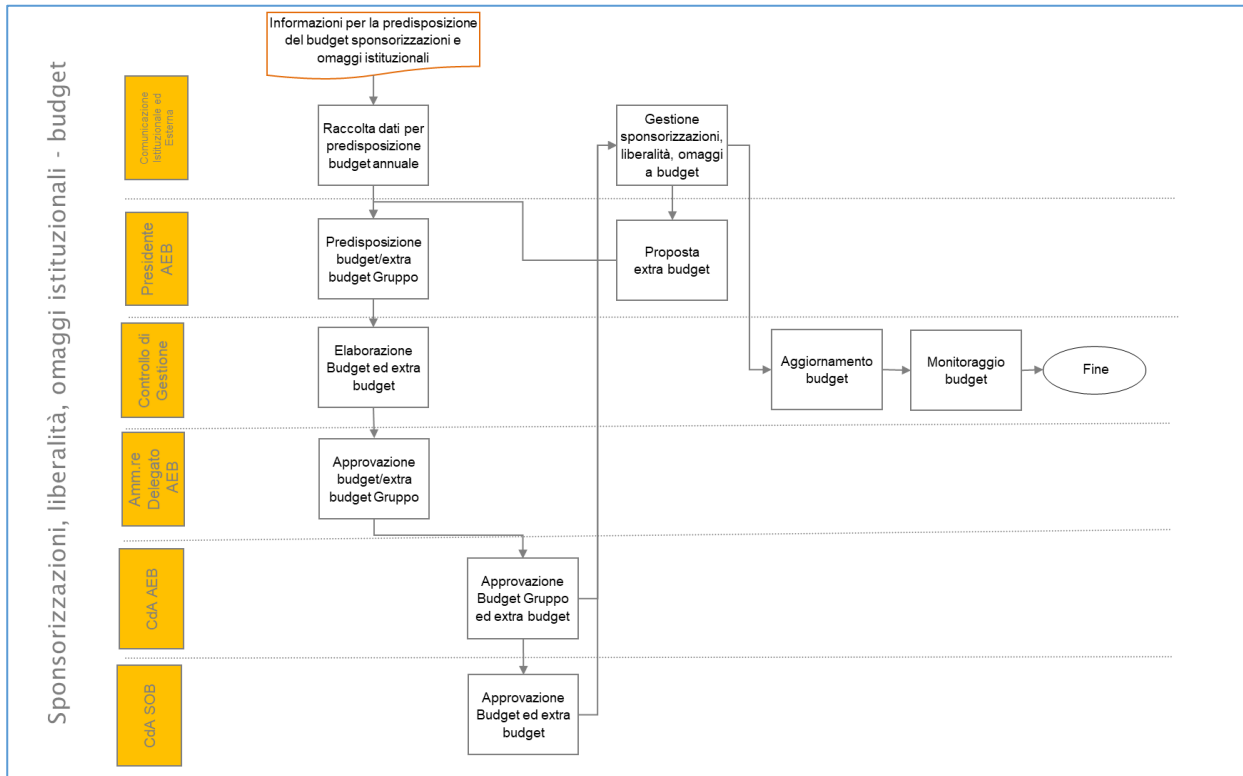 Sponsorizzazioni, liberalità, omaggi istituzionali - budget
Informazioni per la predisposizione
del budget sponsorizzazioni e
omaggi istituzionali
Comunicazione
Istituzionale ed
Esterna
Raccolta dati per
predisposizione
budget annuale
Gestione
sponsorizzazioni,
liberalità, omaggi
a budget
Presidente
AEB
Predisposizione
budget/extra
budget Gruppo
Proposta
extra budget
Controllo di
Gestione
Elaborazione
Budget ed extra
budget
Aggiornamento
budget
Monitoraggio
budget
Fine
Amm.re
Delegato
AEB
Approvazione
budget/extra
budget Gruppo
CdA AEB
Approvazione
Budget Gruppo
ed extra budget
CdA SOB
Approvazione
Budget ed extra
budget